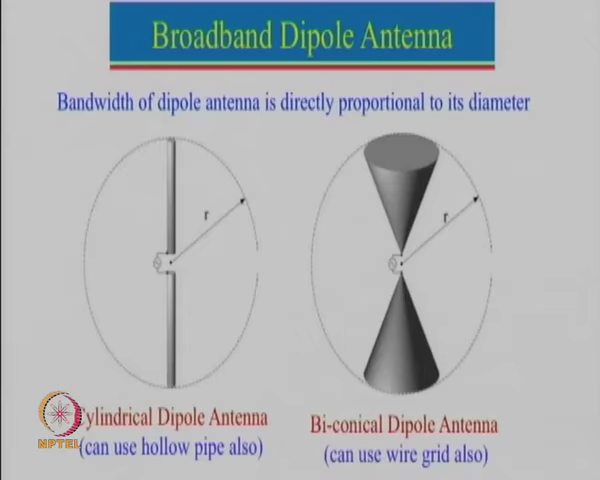 Broadband Dipole Antenna
Bandwidth of dipole antenna is directly proportional to its diameter
r
r
Cylindrical Dipole Antenna
(can use hollow pipe also)
Bi-conical Dipole Antenna
(can use wire grid also)
NPTEL